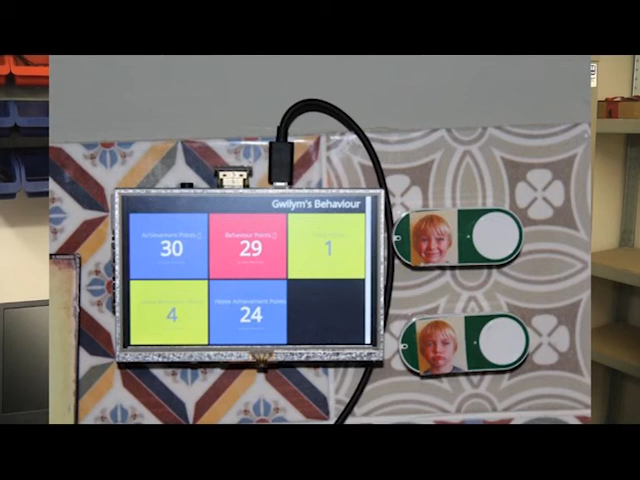 Gwilym's Behaviour
Achievement Points
30
Behaviour Points
29
1
4
Home Achievement Points
24